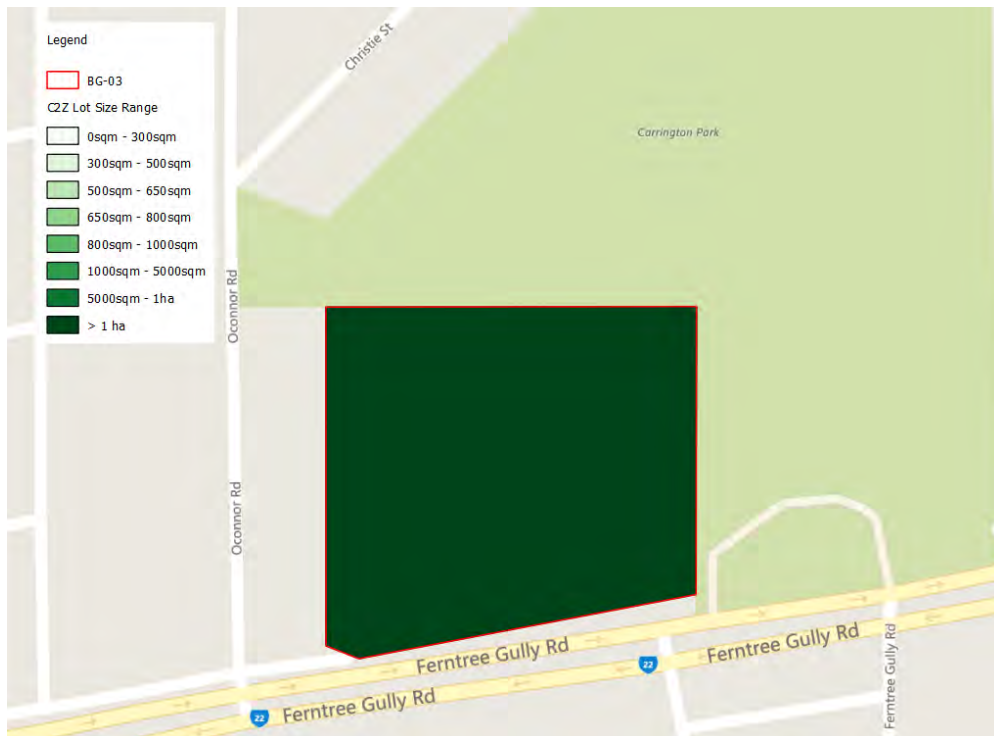 Legend
BG-03
C2Z Lot Size Range
0sqm - 300sqm
300sqm - 500sqm
500sqm - 650sqm
650sqm - 800sqm
800sqm - 1000sqm
1000sqm - 5000sqm
5000sqm - 1ha
> 1 ha
Christie St
Carrington Park
Oconnor Rd
Oconnor Rd
Ferntree Gully Rd
Ferntree Gully Rd
22
Ferntree Gully Rd
22
Ferntree Gully Rd